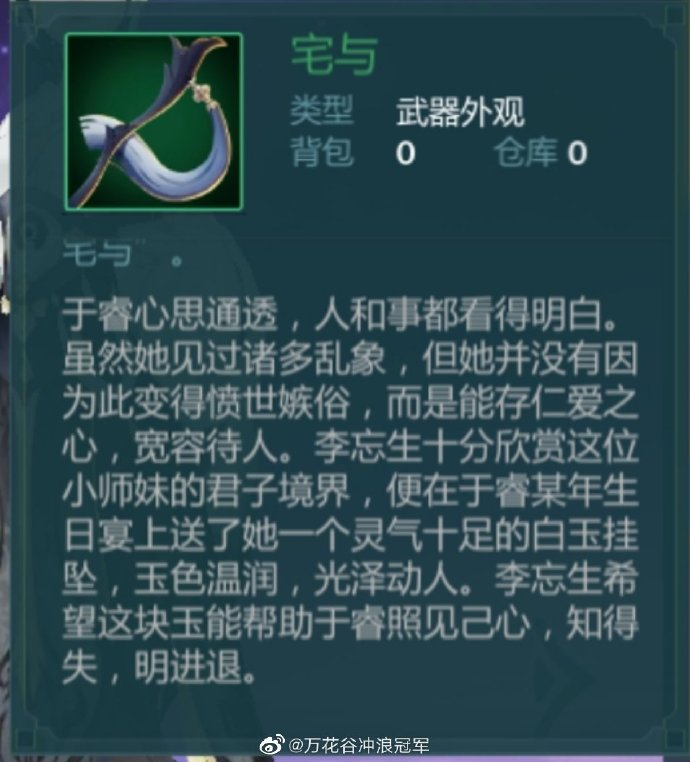 宅与
类型 武器外观
背包 0 仓库 0
宅与”。
于睿心思通透，人和事都看得明白。
虽然她见过诸多乱象，但她并没有因
为此变得愤世嫉俗，而是能存仁爱之
心，宽容待人。李忘生十分欣赏这位
小师妹的君子境界，便在于睿某年生
日宴上送了她一个灵气十足的白玉挂
坠，玉色温润，光泽动人。李忘生希
望这块玉能帮助于睿照见己心，知得
失，明进退。
@万花谷冲浪冠军